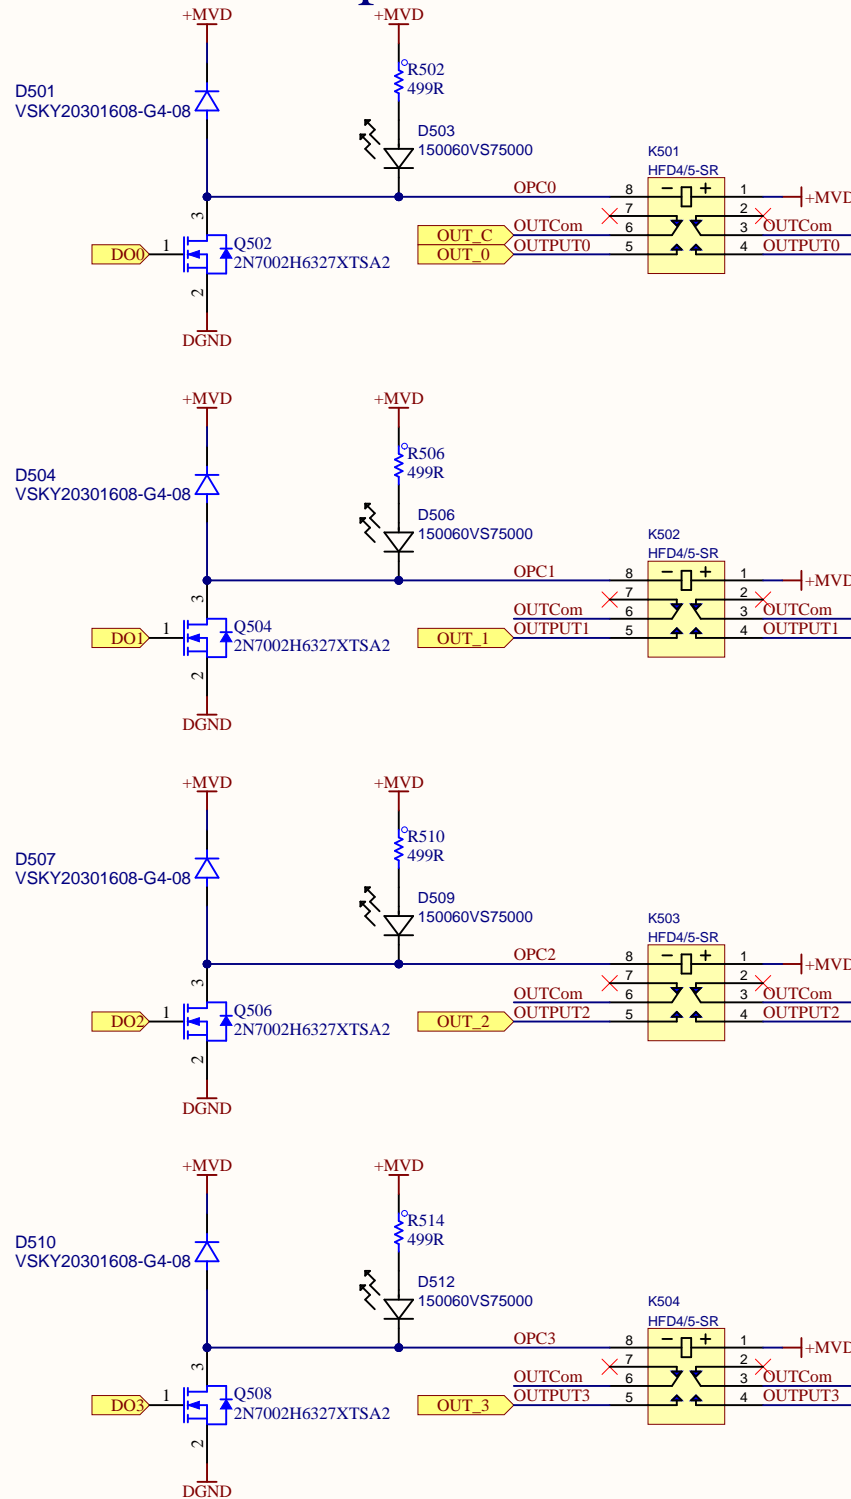 +MVD
+MVD
D501
VSKY20301608-G4-08
R502
499R
D503
150060VS75000
K501
HFD4/5-SR
OPC0
8
− +
1
+MVD
7
2
OUT_C
OUTCom
6
3
OUTCom
OUT_0
OUTPUT0
5
4
OUTPUT0
3
DO0
1
Q502
2N7002H6327XTSA2
2
DGND
+MVD
+MVD
D504
VSKY20301608-G4-08
R506
499R
D506
150060VS75000
K502
HFD4/5-SR
OPC1
8
− +
1
+MVD
7
2
OUTCom
6
3
OUTCom
OUT_1
OUTPUT1
5
4
OUTPUT1
3
DO1
1
Q504
2N7002H6327XTSA2
2
DGND
+MVD
+MVD
D507
VSKY20301608-G4-08
R510
499R
D509
150060VS75000
K503
HFD4/5-SR
OPC2
8
− +
1
+MVD
7
2
OUTCom
6
3
OUTCom
OUT_2
OUTPUT2
5
4
OUTPUT2
3
DO2
1
Q506
2N7002H6327XTSA2
2
DGND
+MVD
+MVD
D510
VSKY20301608-G4-08
R514
499R
D512
150060VS75000
K504
HFD4/5-SR
OPC3
8
− +
1
+MVD
7
2
OUTCom
6
3
OUTCom
OUT_3
OUTPUT3
5
4
OUTPUT3
3
DO3
1
Q508
2N7002H6327XTSA2
2
DGND